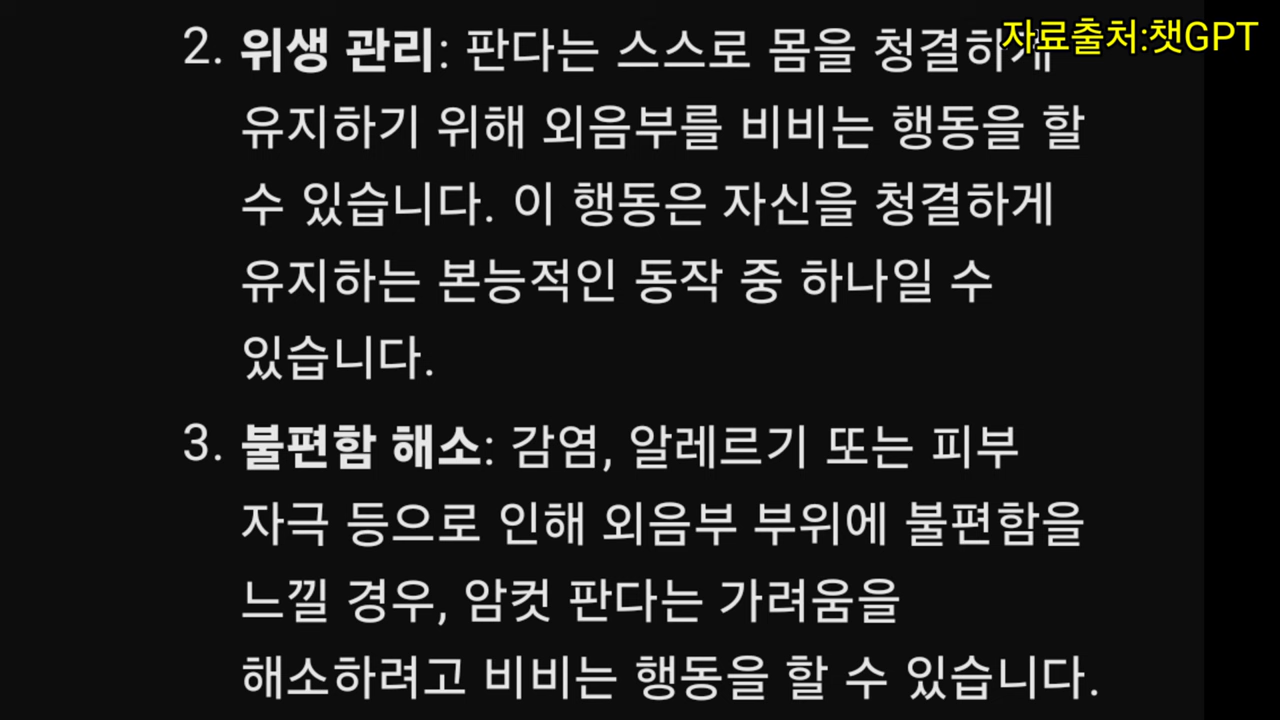 자료출처:챗GPT
2. 위생 관리: 판다는 스스로 몸을 청결하게
유지하기 위해 외음부를 비비는 행동을 할
수 있습니다. 이 행동은 자신을 청결하게
유지하는 본능적인 동작 중 하나일 수
있습니다.
3. 불편함 해소: 감염, 알레르기 또는 피부
자극 등으로 인해 외음부 부위에 불편함을
느낄 경우, 암컷 판다는 가려움을
해소하려고 비비는 행동을 할 수 있습니다.